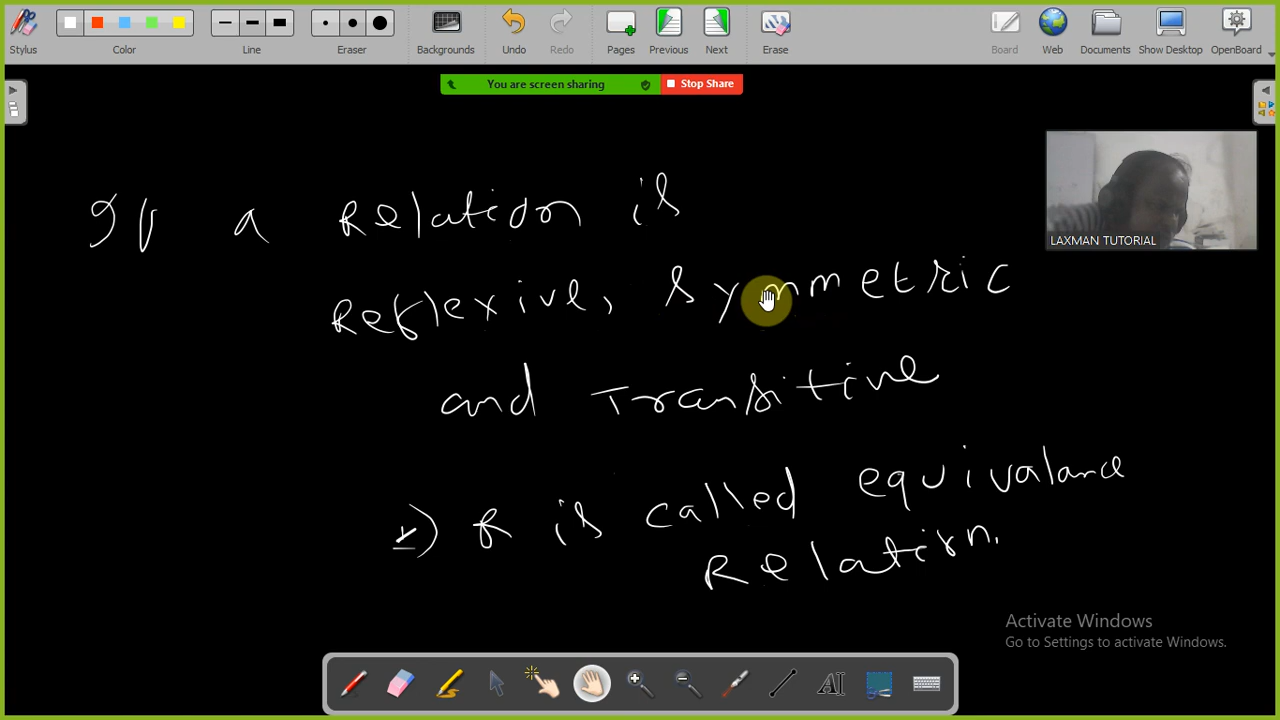 Stylus
Color
Line
Eraser
Backgrounds
Undo
Redo
Pages
Previous
Next
Erase
Board
Web
Documents
Show Desktop
OpenBoard
You are screen sharing
Stop Share
LAXMAN TUTORIAL
If a Relation is
Reflexive, Symmetric
and Transitive
R is called equivalance
Relation.
Activate Windows
Go to Settings to activate Windows.
AI